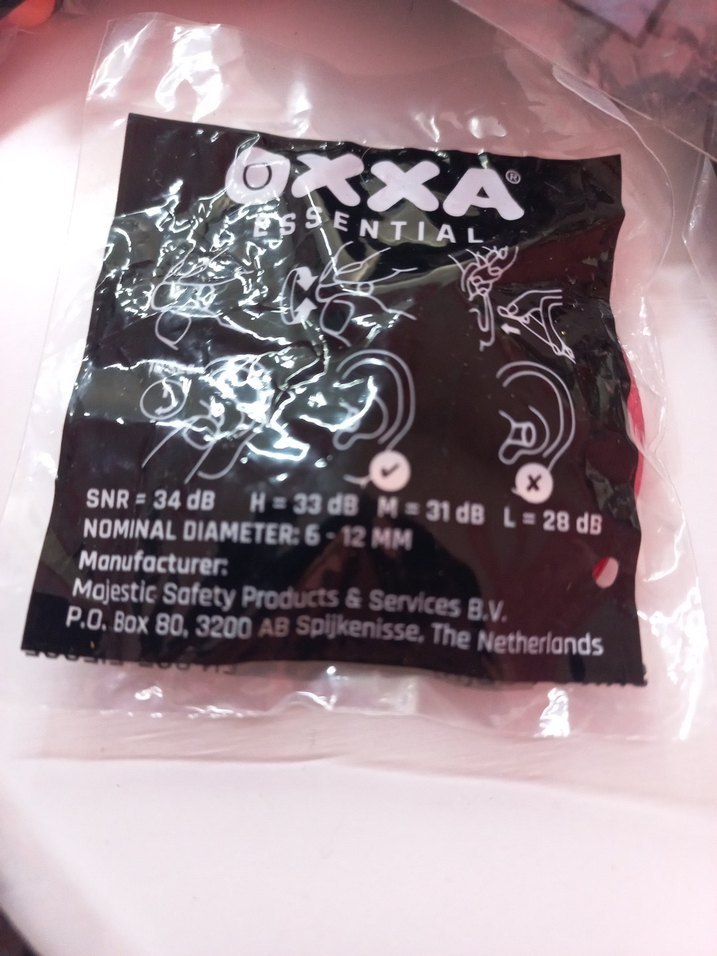 OXXA®
ESSENTIAL
SNR = 34 dB H = 33 dB M = 31 dB L = 28 dB
NOMINAL DIAMETER: 6 - 12 MM
Manufacturer:
Majestic Safety Products & Services B.V.
P.O. Box 80, 3200 AB Spijkenisse, The Netherlands